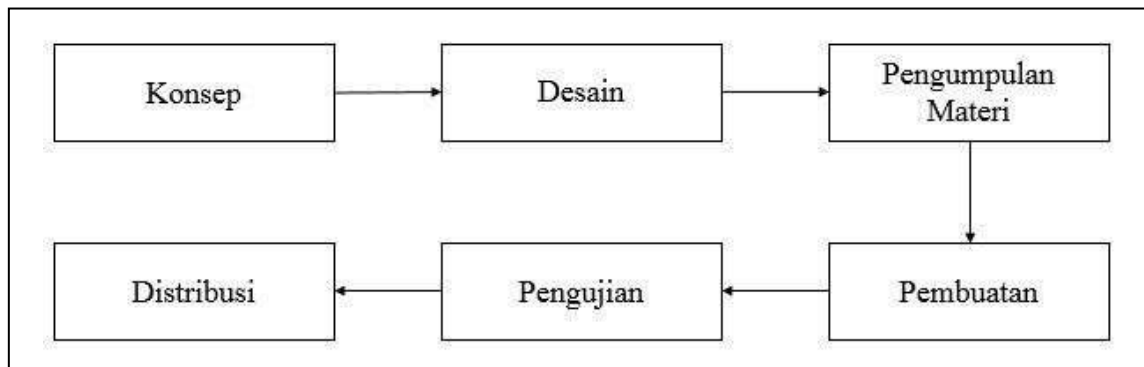 Konsep
Desain
Pengumpulan
Materi
Pembuatan
Pengujian
Distribusi